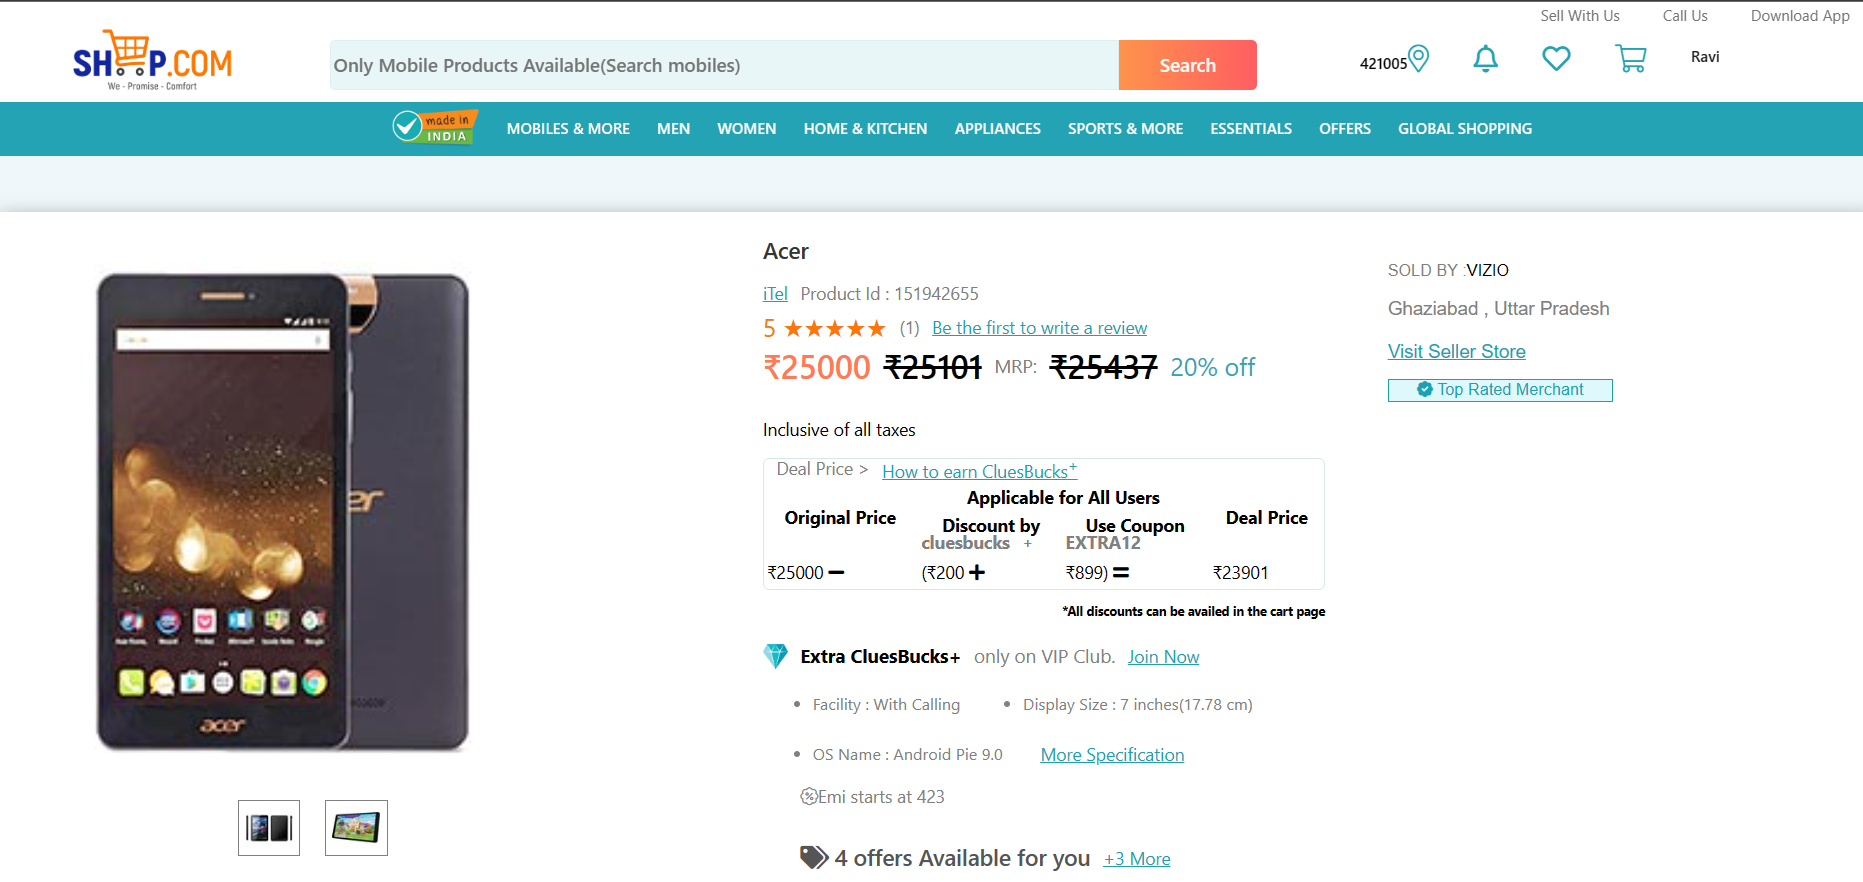 Sell With Us Call Us Download App
SHOP.COM
We - Promise - Comfort
Only Mobile Products Available(Search mobiles) Search 421005 Ravi
made in INDIA
MOBILES & MORE MEN WOMEN HOME & KITCHEN APPLIANCES SPORTS & MORE ESSENTIALS OFFERS GLOBAL SHOPPING
Acer
iTel Product Id : 151942655
5 ★★★★★ (1) Be the first to write a review
₹25000 ₹25101 MRP: ₹25437 20% off
Inclusive of all taxes
Deal Price > How to earn CluesBucks+
Applicable for All Users
Original Price Discount by cluesbucks + Use Coupon EXTRA12 Deal Price
₹25000 − (₹200 + ₹899) = ₹23901
*All discounts can be availed in the cart page
Extra CluesBucks+ only on VIP Club. Join Now
• Facility : With Calling • Display Size : 7 inches(17.78 cm)
• OS Name : Android Pie 9.0 More Specification
Emi starts at 423
4 offers Available for you +3 More
SOLD BY :VIZIO
Ghaziabad , Uttar Pradesh
Visit Seller Store
Top Rated Merchant
er
acer